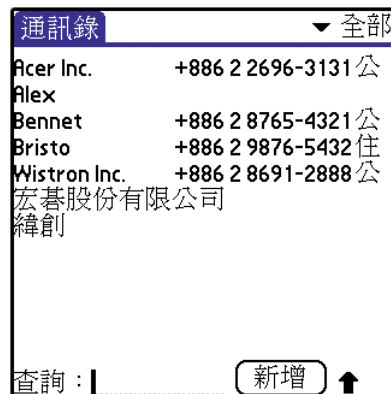 通訊錄 ▼ 全部
Acer Inc. +886 2 2696-3131 公
Alex
Bennet +886 2 8765-4321 公
Bristo +886 2 9876-5432 住
Wistron Inc. +886 2 8691-2888 公
宏碁股份有限公司
緯創
查詢： 新增